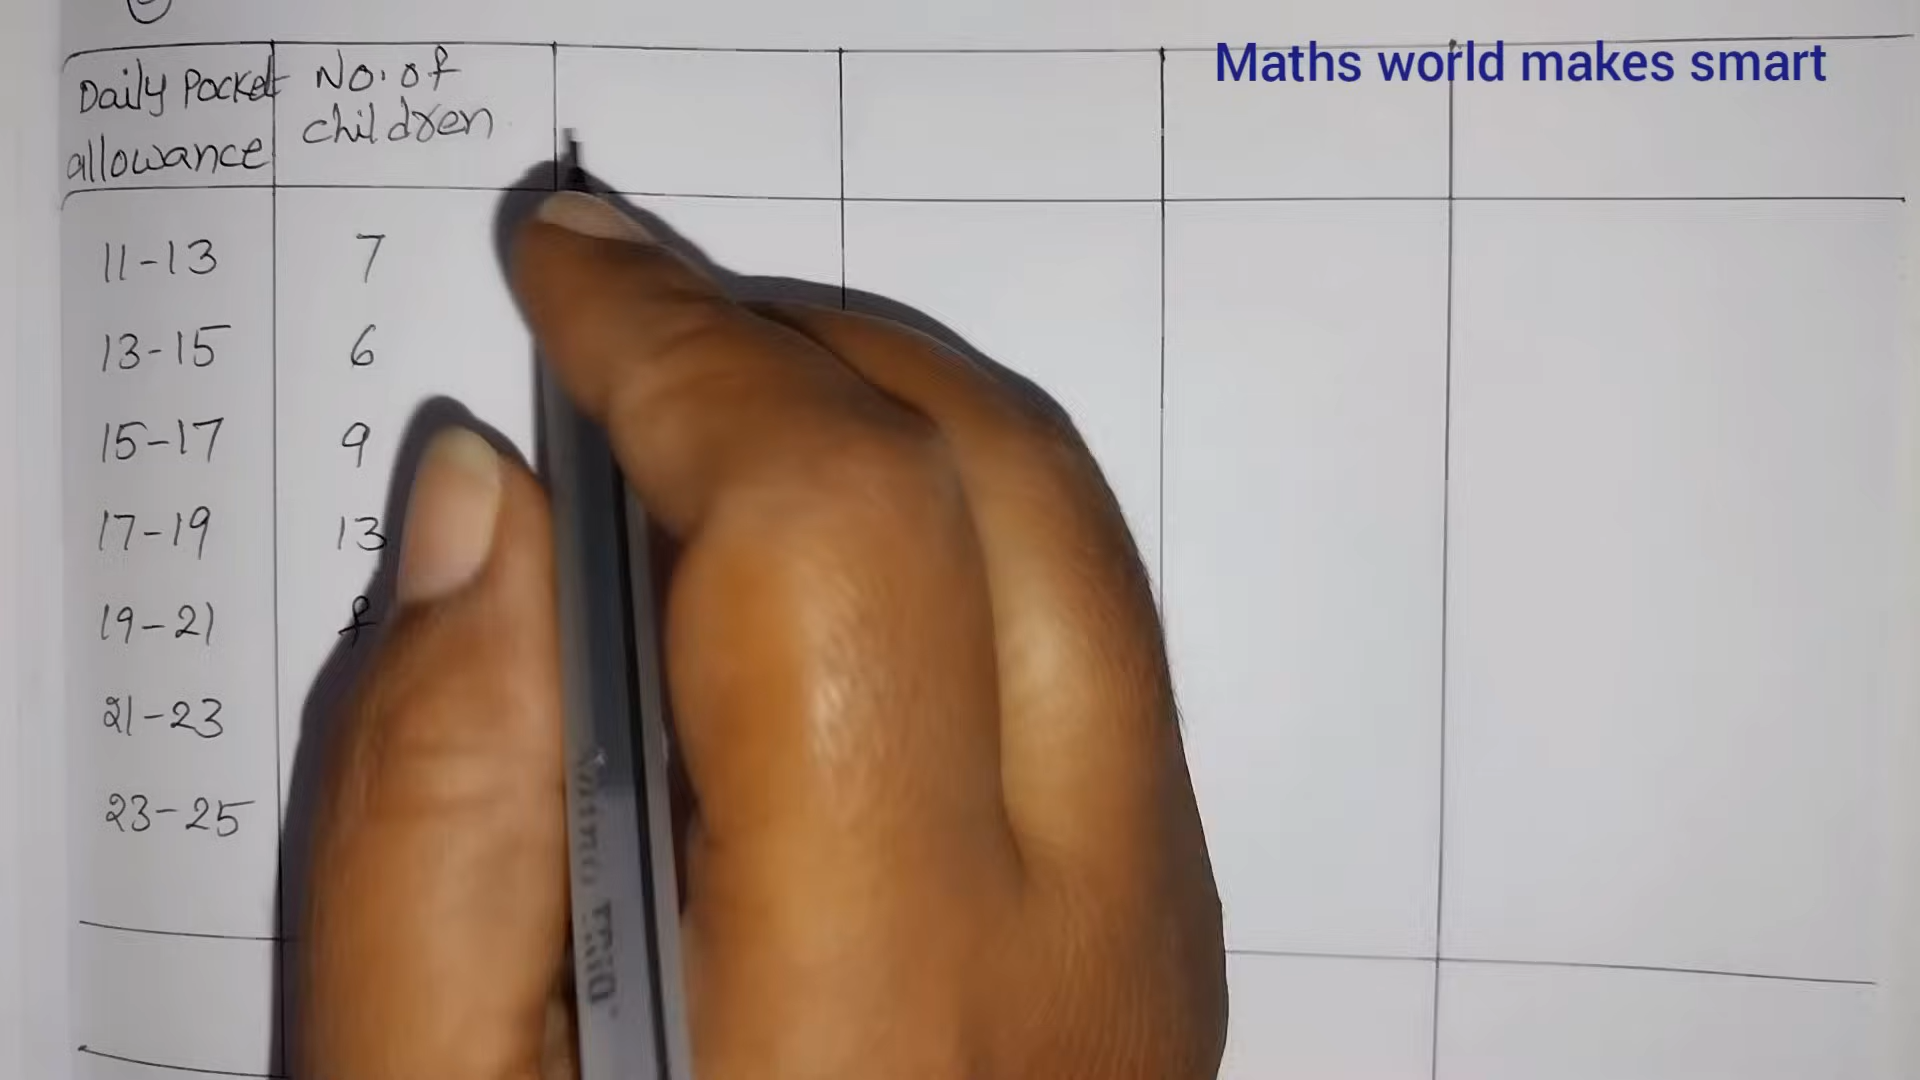 Maths world makes smart
Daily Pocket allowance
No. of children
11-13 7
13-15 6
15-17 9
17-19 13
19-21 f
21-23
23-25